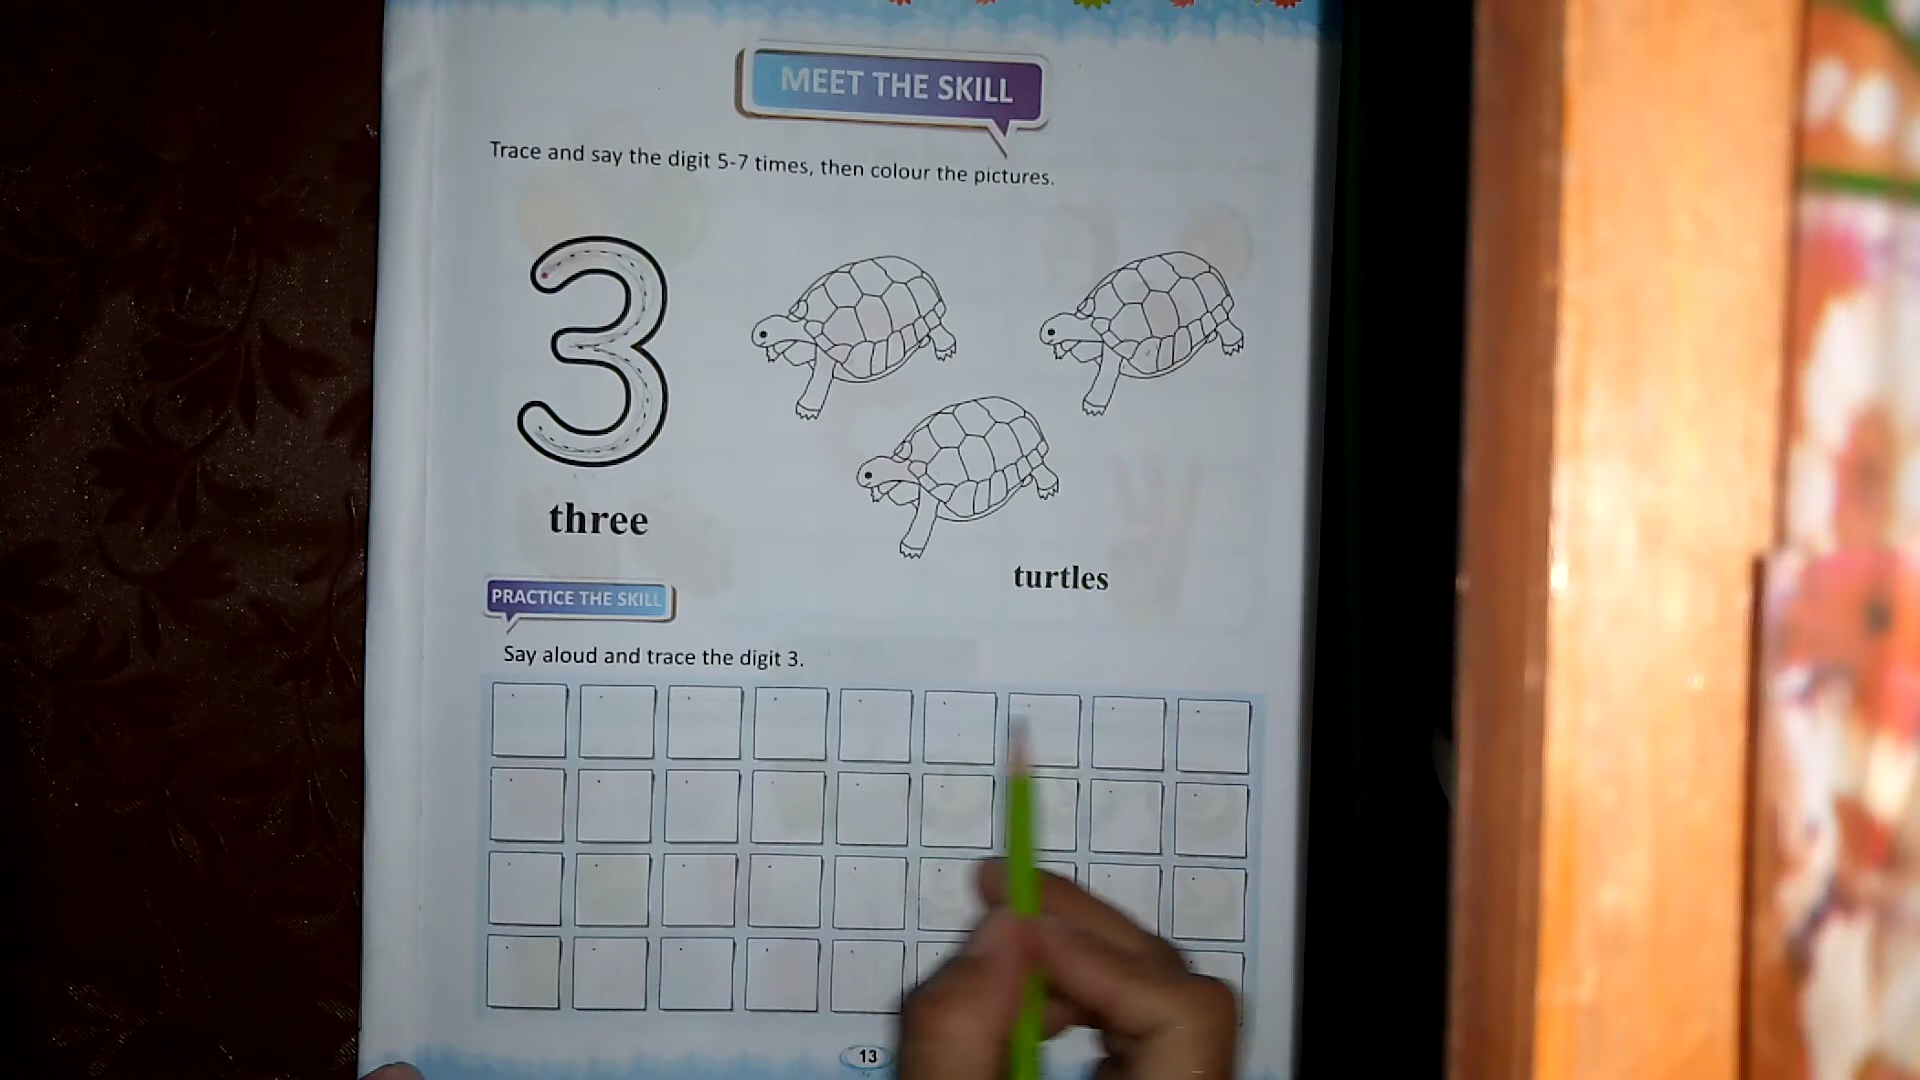 MEET THE SKILL
Trace and say the digit 5-7 times, then colour the pictures.
3
three
turtles
PRACTICE THE SKILL
Say aloud and trace the digit 3.
13